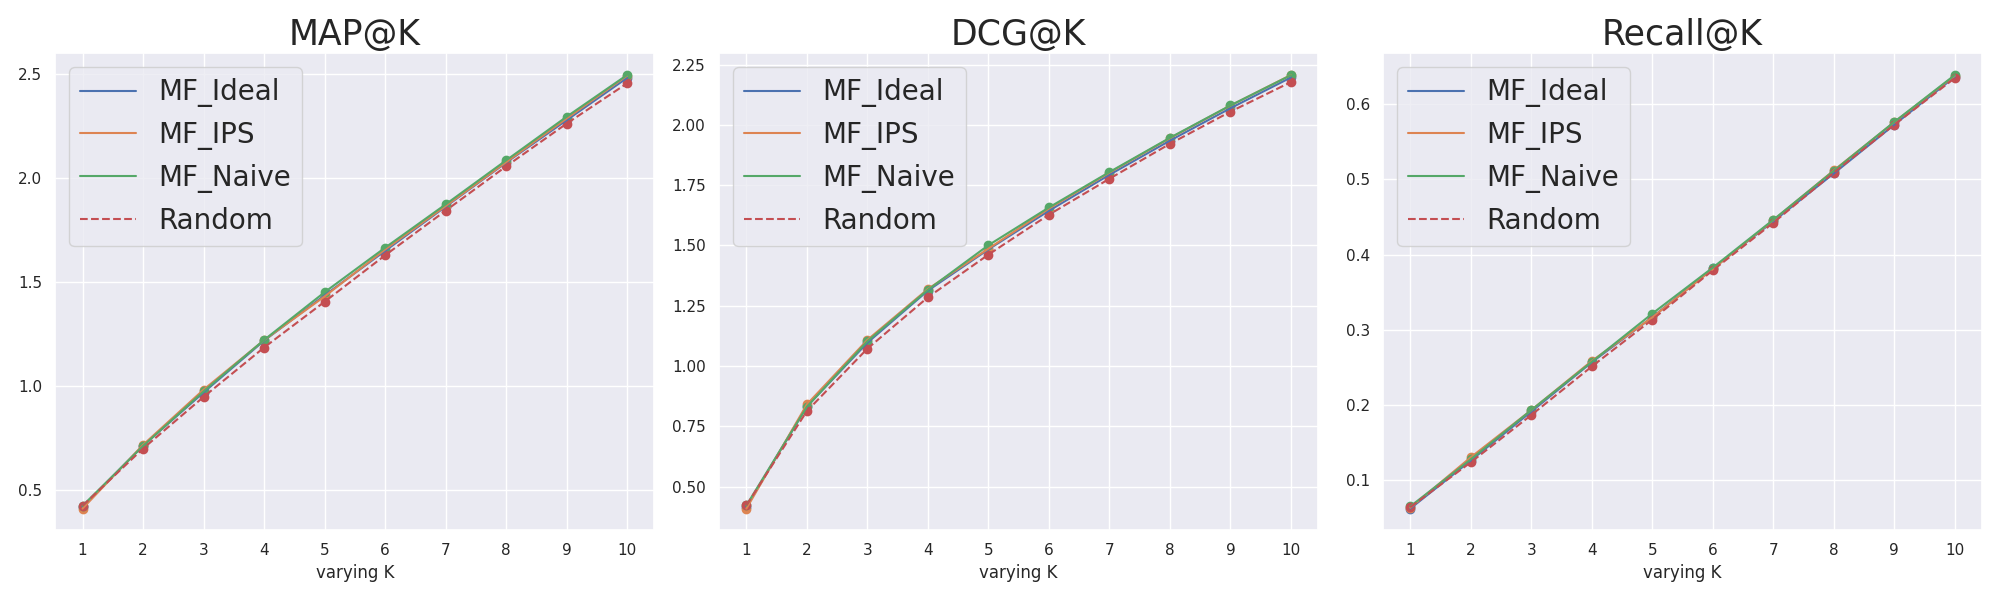 MAP@K
2.5
2.0
1.5
1.0
0.5
MF_Ideal
MF_IPS
MF_Naive
Random
1 2 3 4 5 6 7 8 9 10
varying K
DCG@K
2.25
2.00
1.75
1.50
1.25
1.00
0.75
0.50
MF_Ideal
MF_IPS
MF_Naive
Random
1 2 3 4 5 6 7 8 9 10
varying K
Recall@K
0.6
0.5
0.4
0.3
0.2
0.1
MF_Ideal
MF_IPS
MF_Naive
Random
1 2 3 4 5 6 7 8 9 10
varying K